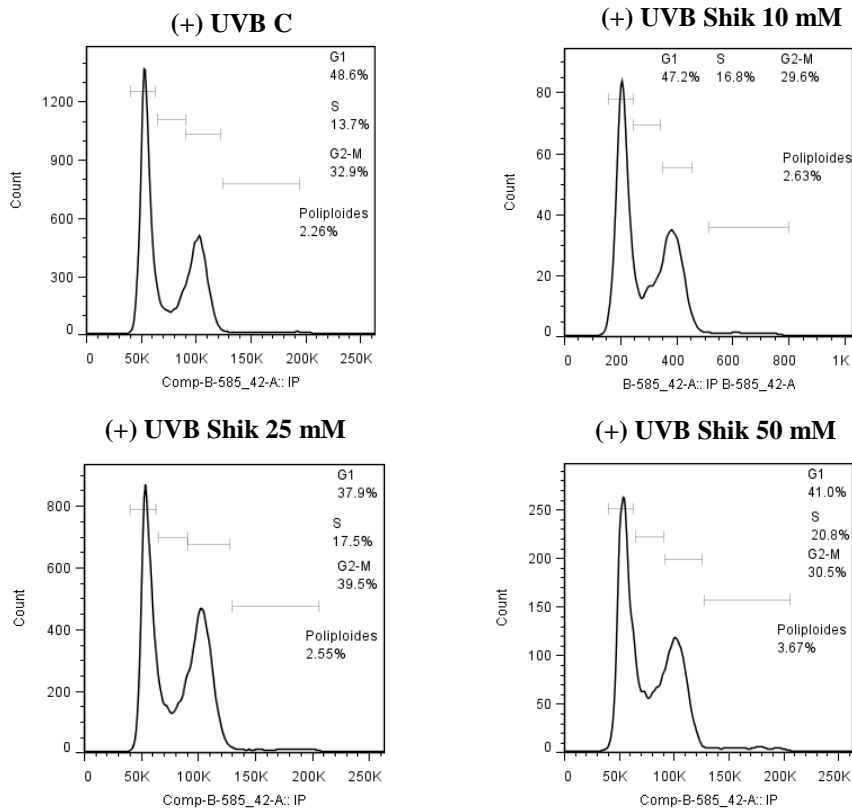 (+) UVB C
G1
48.6%
S
13.7%
G2-M
32.9%
Poliploides
2.26%
1200
900
600
300
0
Count
0 50K 100K 150K 200K 250K
Comp-B-585_42-A:: IP
(+) UVB Shik 10 mM
G1 S G2-M
47.2% 16.8% 29.6%
Poliploides
2.63%
80
60
40
20
0
Count
0 200 400 600 800 1K
B-585_42-A:: IP B-585_42-A
(+) UVB Shik 25 mM
G1
37.9%
S
17.5%
G2-M
39.5%
Poliploides
2.55%
800
600
400
200
0
Count
0 50K 100K 150K 200K 250K
Comp-B-585_42-A:: IP
(+) UVB Shik 50 mM
G1
41.0%
S
20.8%
G2-M
30.5%
Poliploides
3.67%
250
200
150
100
50
0
Count
0 50K 100K 150K 200K 250K
Comp-B-585_42-A:: IP